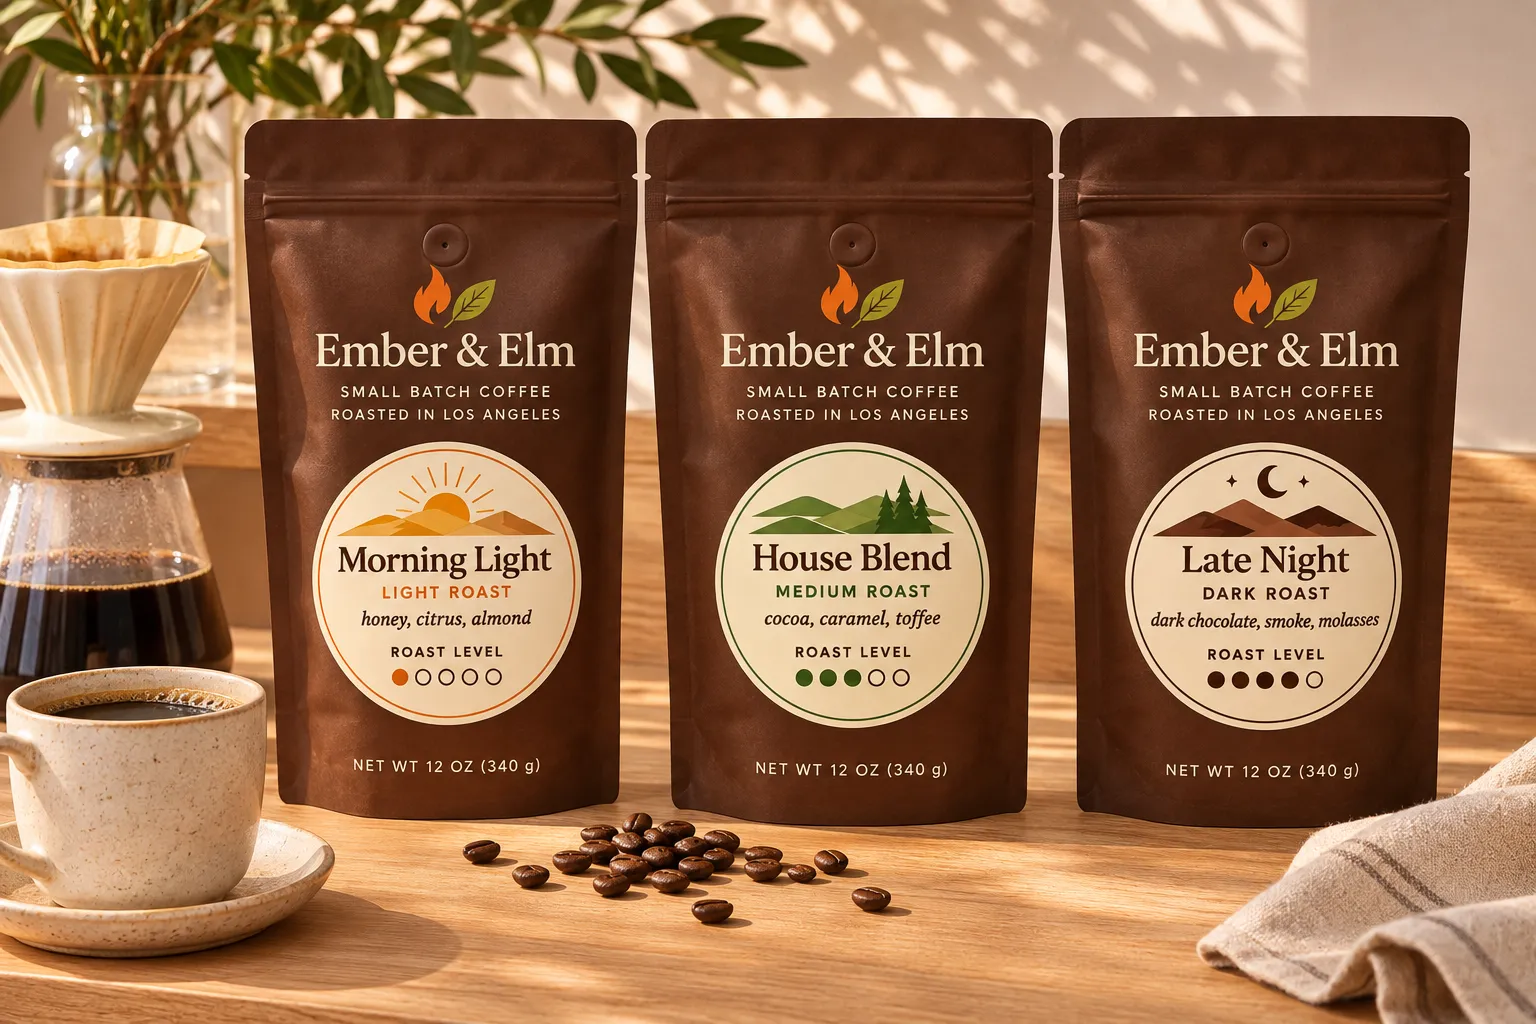 Ember & Elm
SMALL BATCH COFFEE
ROASTED IN LOS ANGELES
Morning Light
LIGHT ROAST
honey, citrus, almond
ROAST LEVEL
NET WT 12 OZ (340 g)
Ember & Elm
SMALL BATCH COFFEE
ROASTED IN LOS ANGELES
House Blend
MEDIUM ROAST
cocoa, caramel, toffee
ROAST LEVEL
NET WT 12 OZ (340 g)
Ember & Elm
SMALL BATCH COFFEE
ROASTED IN LOS ANGELES
Late Night
DARK ROAST
dark chocolate, smoke, molasses
ROAST LEVEL
NET WT 12 OZ (340 g)